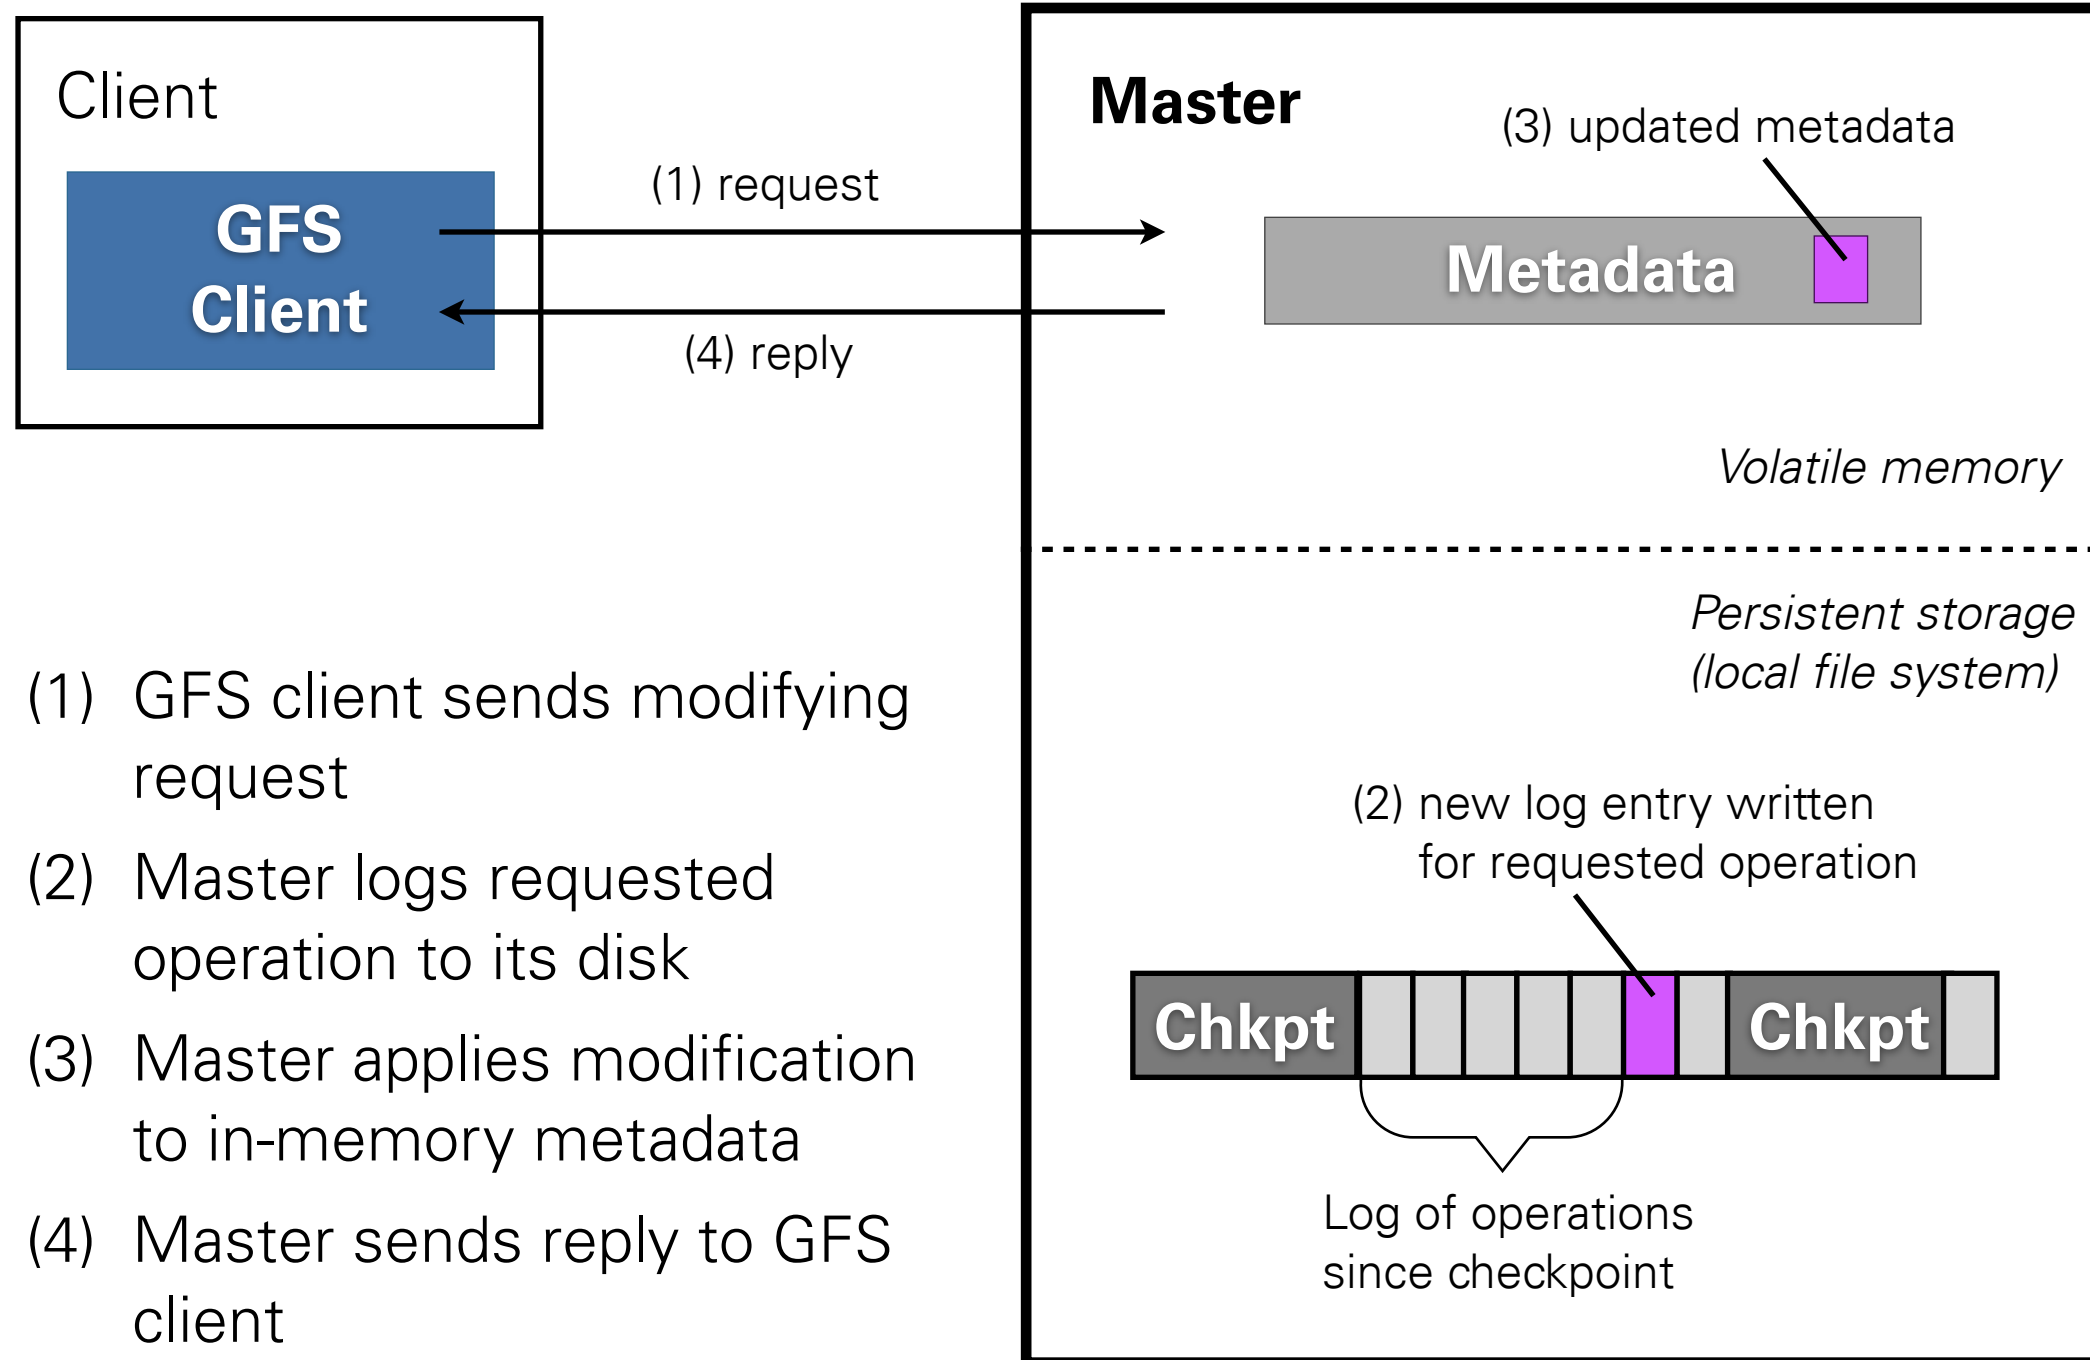 Client
GFS
Client
(1) request
(4) reply
Master
(3) updated metadata
Metadata
Volatile memory
Persistent storage
(local file system)
(1) GFS client sends modifying
request
(2) Master logs requested
operation to its disk
(3) Master applies modification
to in-memory metadata
(4) Master sends reply to GFS
client
(2) new log entry written
for requested operation
Chkpt
Chkpt
Log of operations
since checkpoint